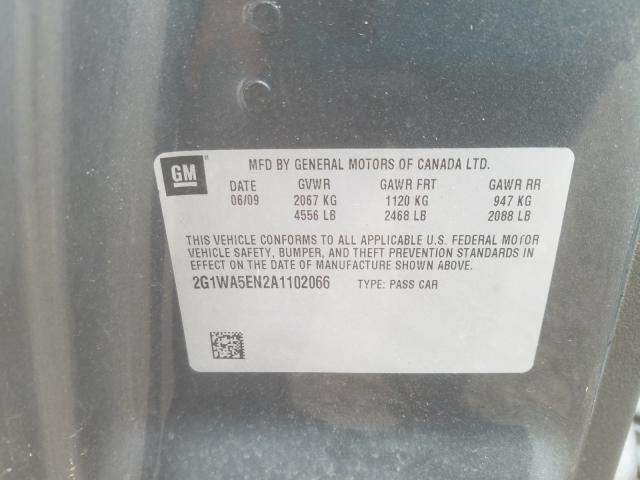 GM
MFD BY GENERAL MOTORS OF CANADA LTD.
DATE GVWR GAWR FRT GAWR RR
06/09 2067 KG 1120 KG 947 KG
4556 LB 2468 LB 2088 LB
THIS VEHICLE CONFORMS TO ALL APPLICABLE U.S. FEDERAL MOTOR
VEHICLE SAFETY, BUMPER, AND THEFT PREVENTION STANDARDS IN
EFFECT ON THE DATE OF MANUFACTURE SHOWN ABOVE.
2G1WA5EN2A1102066 TYPE: PASS CAR